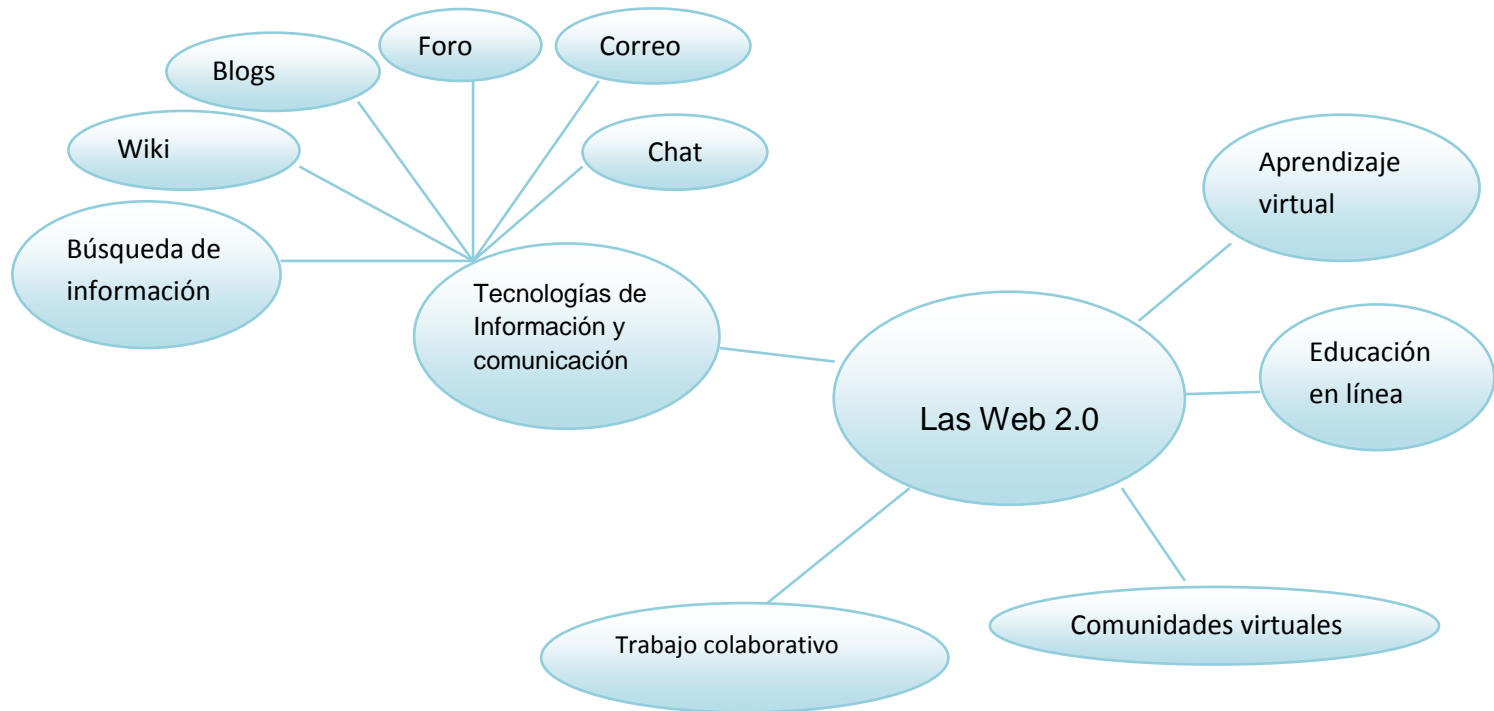 Foro
Correo
Blogs
Wiki
Chat
Búsqueda de
información
Tecnologías de
Información y
comunicación
Las Web 2.0
Aprendizaje
virtual
Educación
en línea
Comunidades virtuales
Trabajo colaborativo